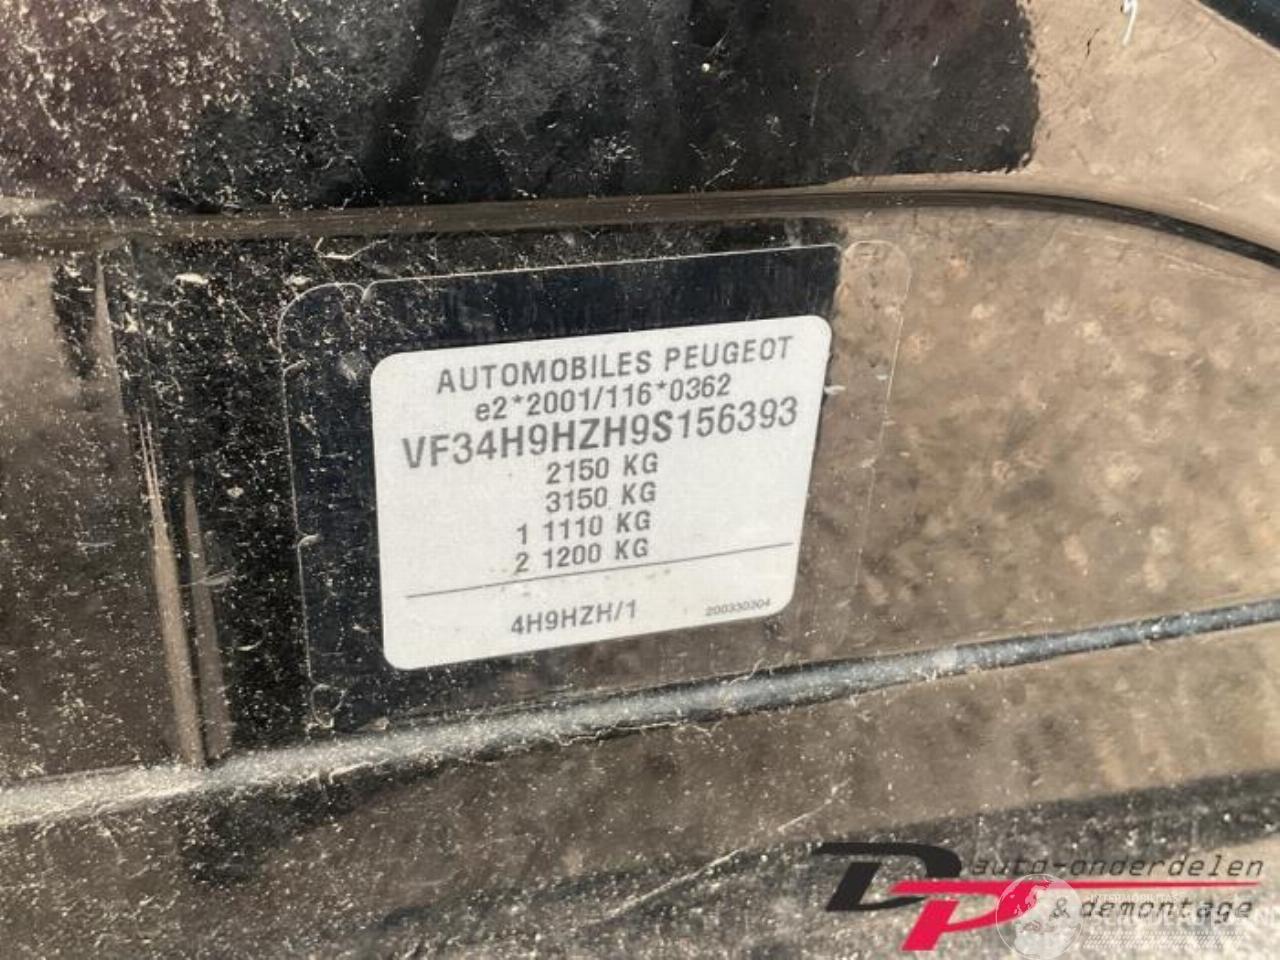 AUTOMOBILES PEUGEOT
e2*2001/116*0362
VF34H9HZH9S156393
2150 KG
3150 KG
1 1110 KG
2 1200 KG
4H9HZH/1 200330304
DP auto-onderdelen
& demontage